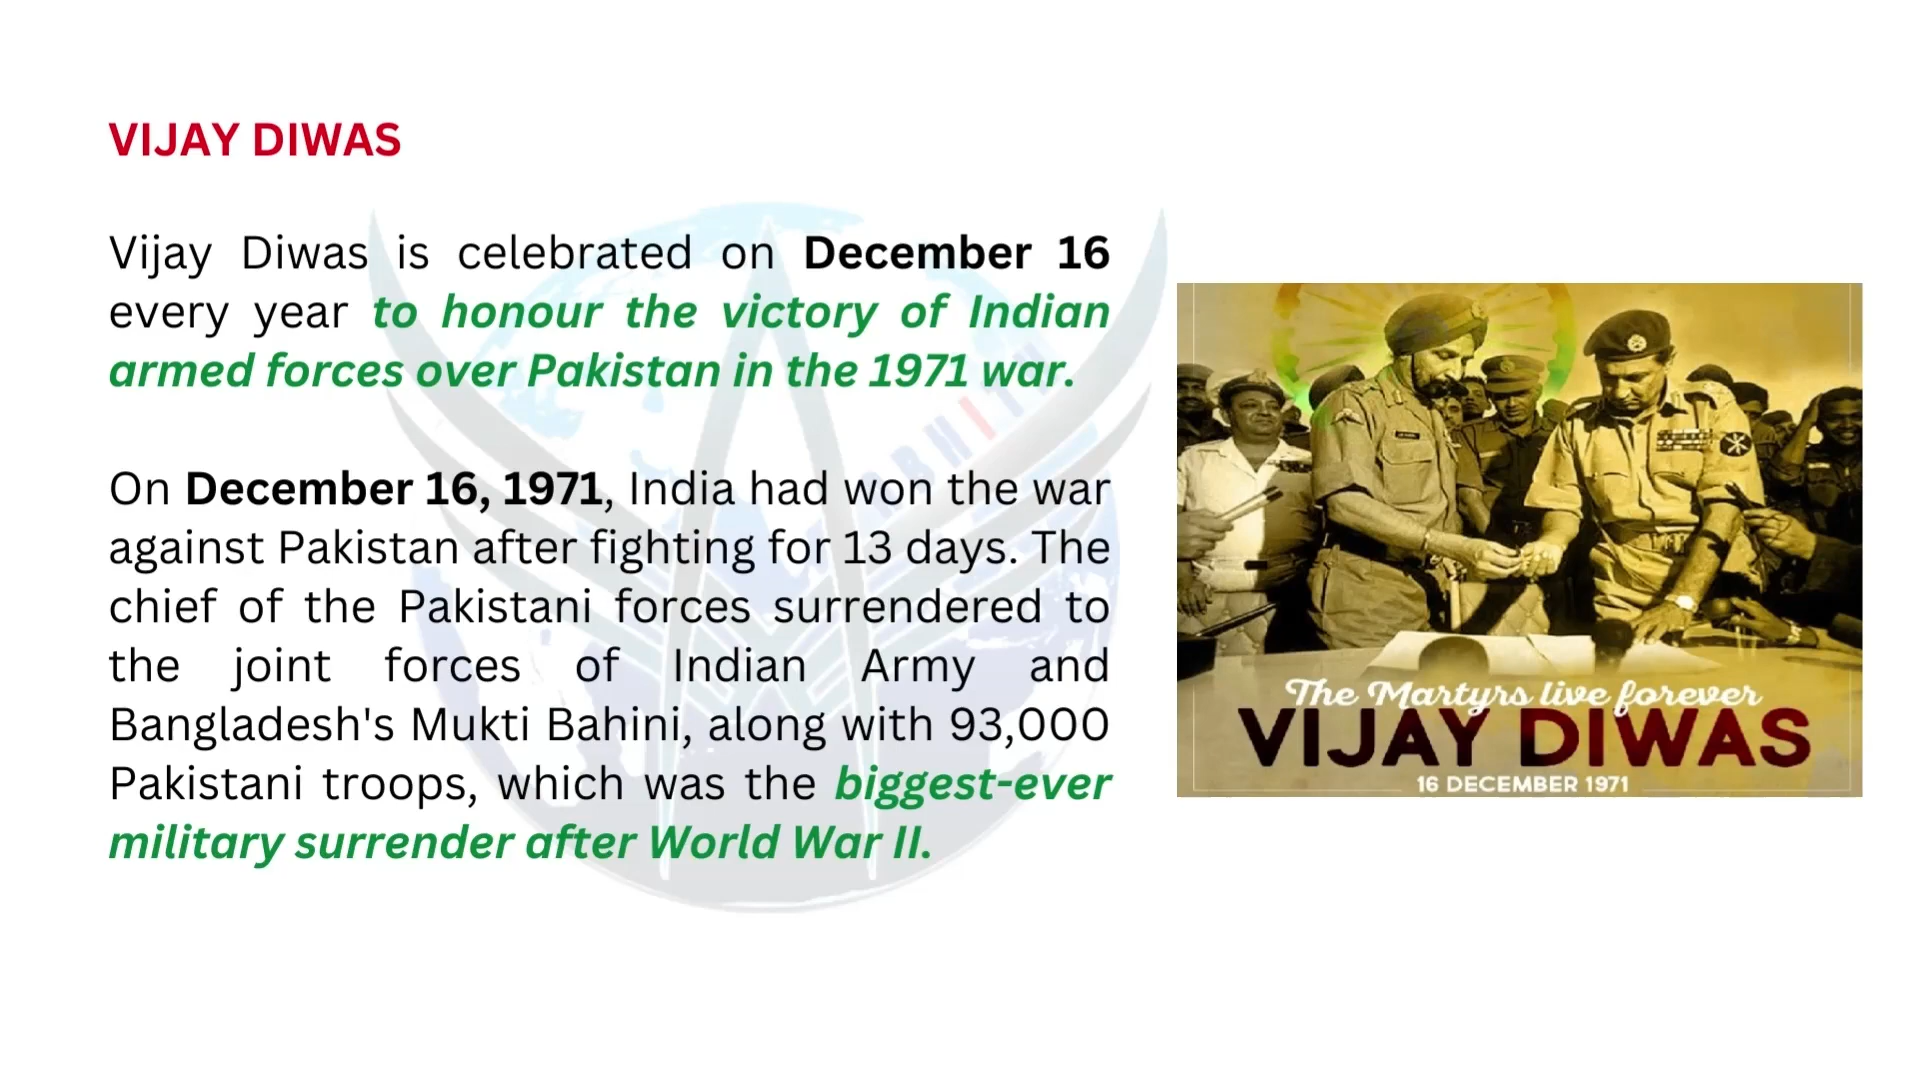 VIJAY DIWAS
Vijay Diwas is celebrated on December 16
every year to honour the victory of Indian
armed forces over Pakistan in the 1971 war.
On December 16, 1971, India had won the war
against Pakistan after fighting for 13 days. The
chief of the Pakistani forces surrendered to
the joint forces of Indian Army and
Bangladesh's Mukti Bahini, along with 93,000
Pakistani troops, which was the biggest-ever
military surrender after World War II.
The Martyrs live forever
VIJAY DIWAS
16 DECEMBER 1971